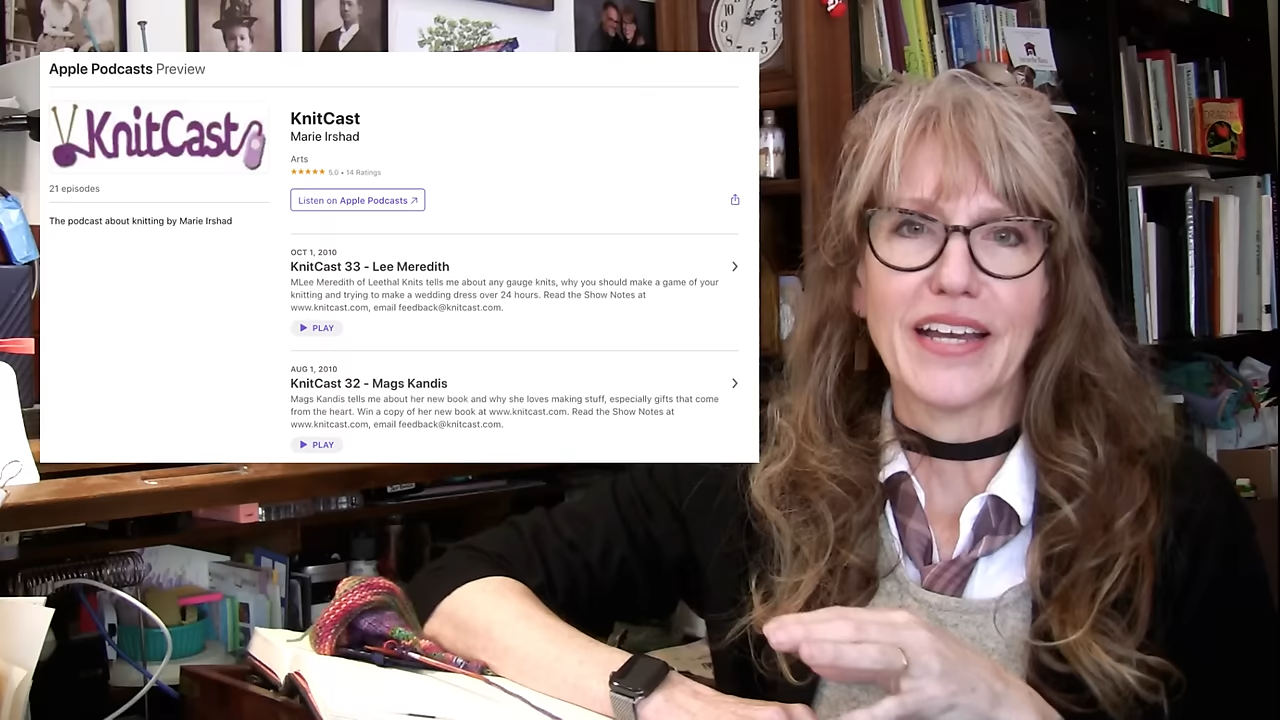 Apple Podcasts Preview
KnitCast
21 episodes
The podcast about knitting by Marie Irshad
KnitCast
Marie Irshad
Arts
★★★★★ 5.0 • 14 Ratings
Listen on Apple Podcasts ↗
OCT 1, 2010
KnitCast 33 - Lee Meredith
MLee Meredith of Leethal Knits tells me about any gauge knits, why you should make a game of your
knitting and trying to make a wedding dress over 24 hours. Read the Show Notes at
www.knitcast.com, email feedback@knitcast.com.
PLAY
AUG 1, 2010
KnitCast 32 - Mags Kandis
Mags Kandis tells me about her new book and why she loves making stuff, especially gifts that come
from the heart. Win a copy of her new book at www.knitcast.com. Read the Show Notes at
www.knitcast.com, email feedback@knitcast.com.
PLAY
DRAGON